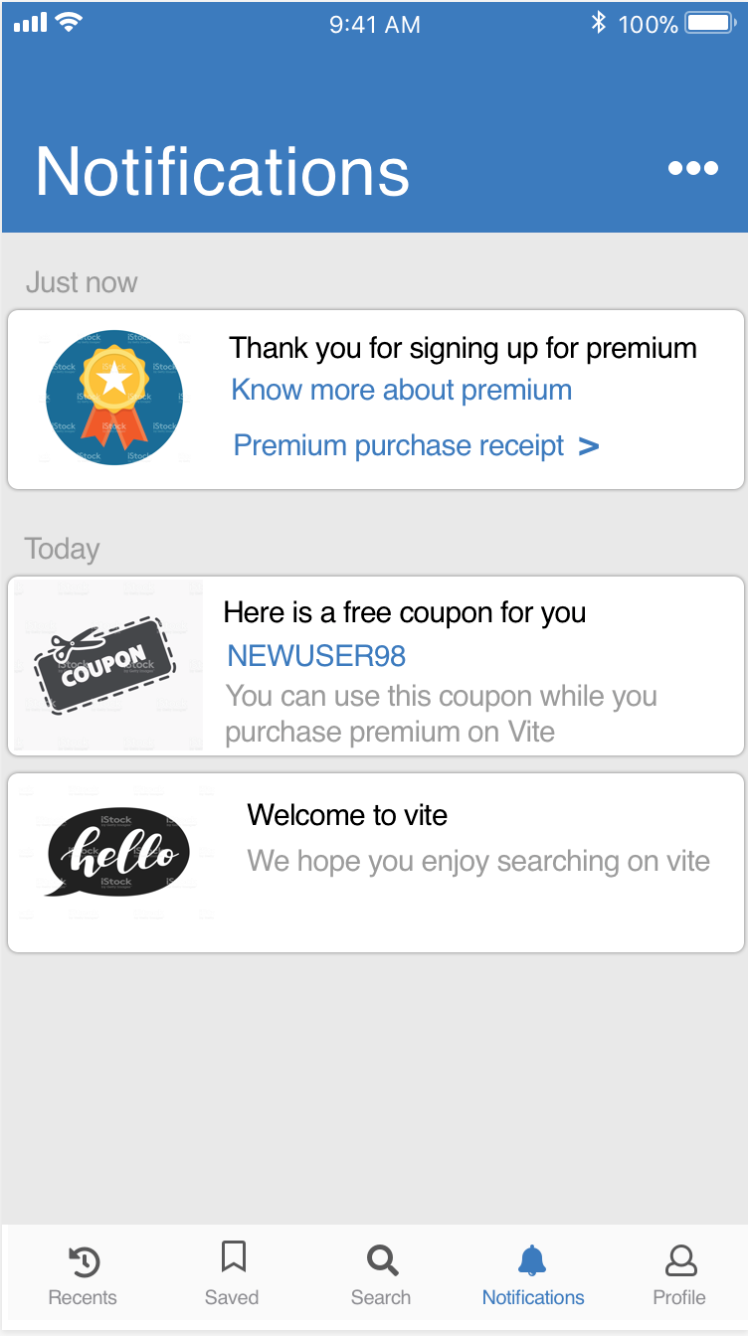 9:41 AM
100%
Notifications
Just now
iStock
Thank you for signing up for premium
Know more about premium
Premium purchase receipt >
Today
Here is a free coupon for you
COUPON
NEWUSER98
You can use this coupon while you
purchase premium on Vite
Welcome to vite
iStock
hello
We hope you enjoy searching on vite
iStock
Recents
Saved
Search
Notifications
Profile